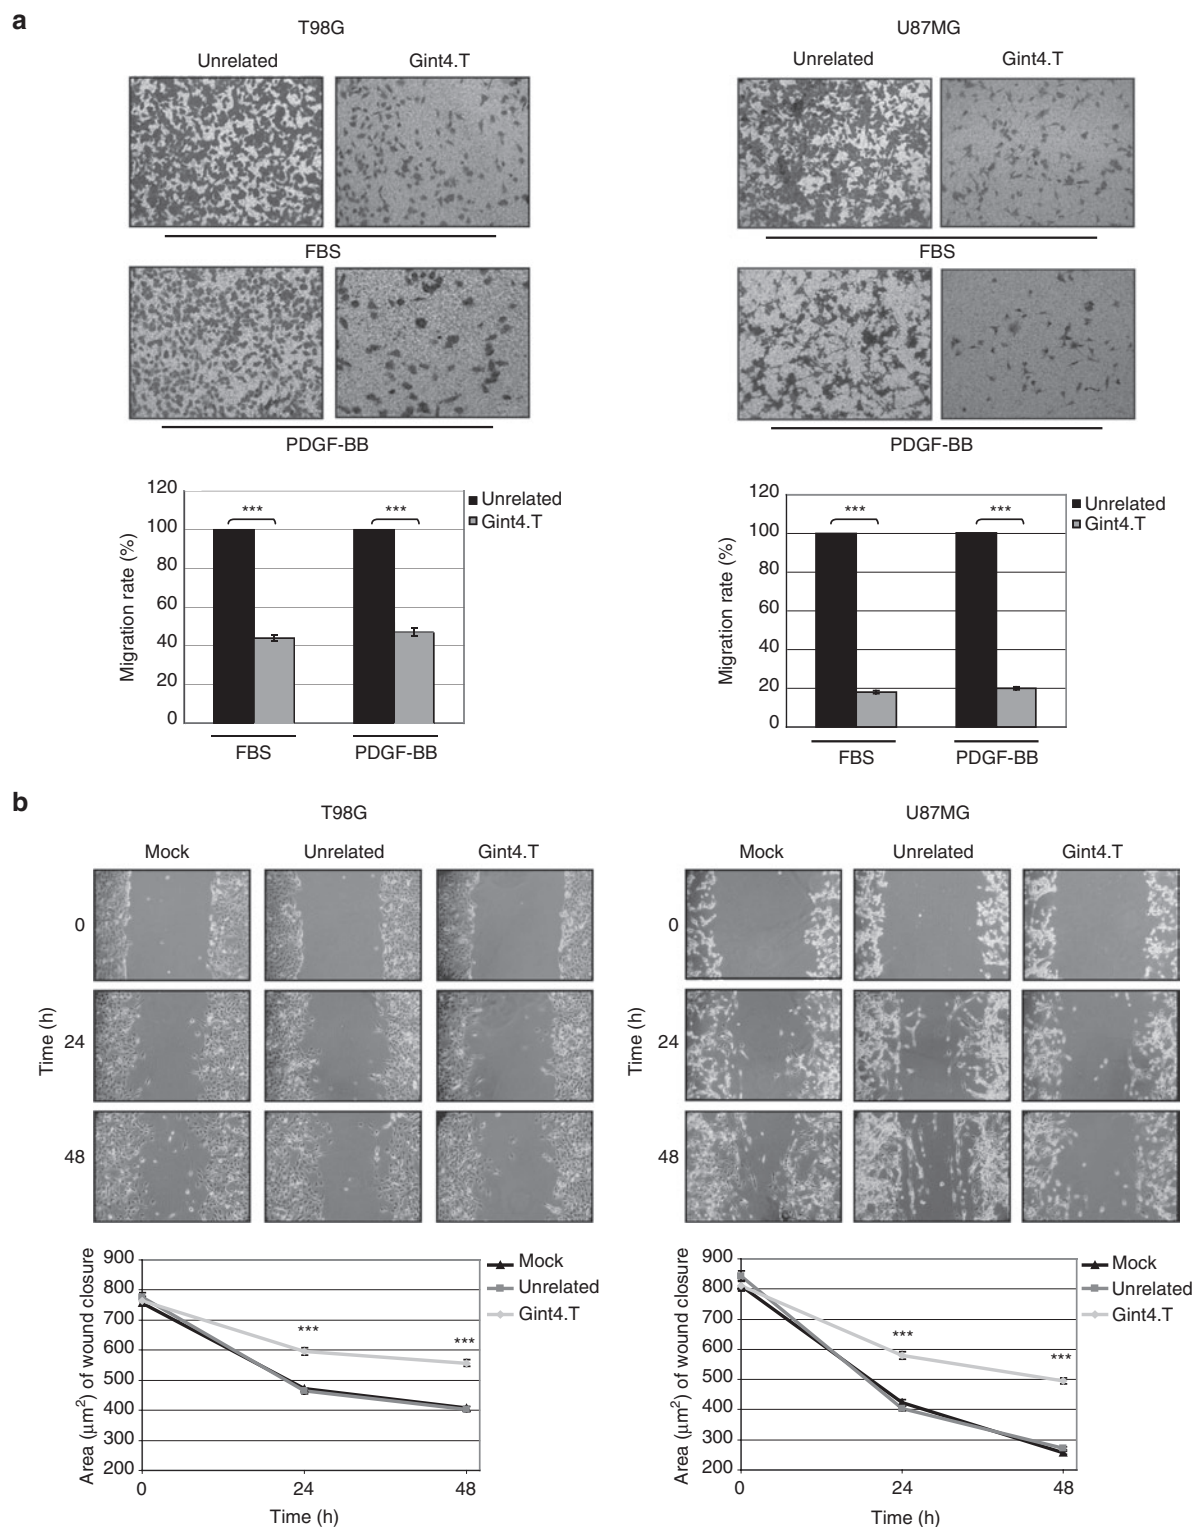 a
T98G
U87MG
Unrelated Gint4.T
Unrelated Gint4.T
FBS
FBS
PDGF-BB
PDGF-BB
Migration rate (%)
120
100
80
60
40
20
0
***
***
Unrelated
Gint4.T
FBS PDGF-BB
Migration rate (%)
120
100
80
60
40
20
0
***
***
Unrelated
Gint4.T
FBS PDGF-BB
b
T98G
U87MG
Mock Unrelated Gint4.T
Mock Unrelated Gint4.T
Time (h)
0
24
48
Time (h)
0
24
48
Area (μm²) of wound closure
900
800
700
600
500
400
300
200
***
***
Mock
Unrelated
Gint4.T
0 24 48
Time (h)
Area (μm²) of wound closure
900
800
700
600
500
400
300
200
***
***
Mock
Unrelated
Gint4.T
0 24 48
Time (h)